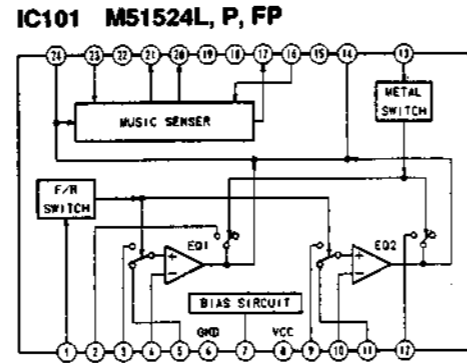 IC101 M51524L, P, FP
24 23 22 21 20 19 18 17 16 15 14 13
METAL
SWITCH
MUSIC SENSER
F/R
SWITCH
EQ1 EQ2
BIAS SIRCUIT
GND VCC
1 2 3 4 5 6 7 8 9 10 11 12